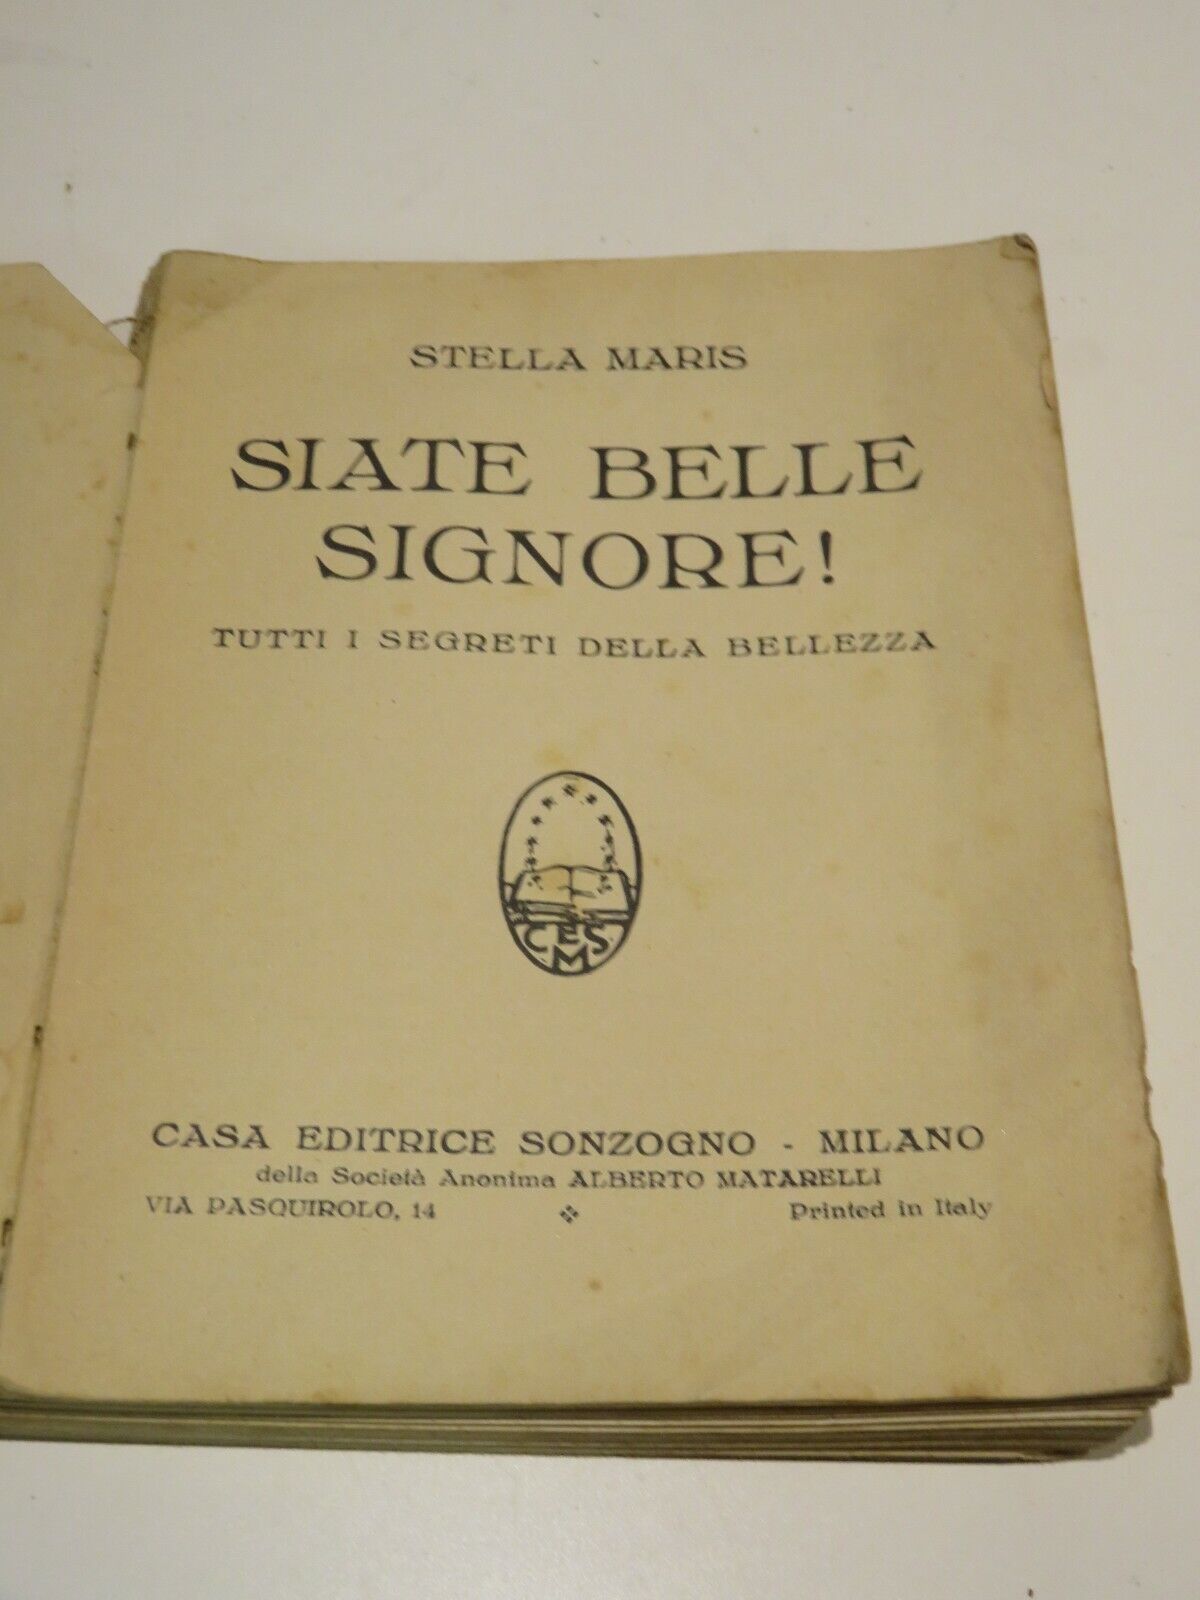 STELLA MARIS
SIATE BELLE
SIGNORE!
TUTTI I SEGRETI DELLA BELLEZZA
CES
M
CASA EDITRICE SONZOGNO - MILANO
della Società Anonima ALBERTO MATARELLI
VIA PASQUIROLO, 14 Printed in Italy